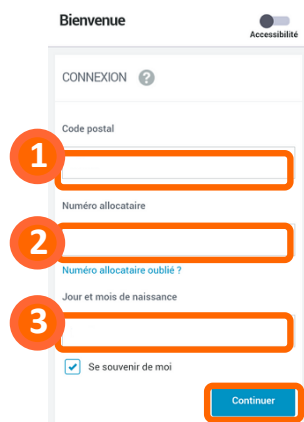 Bienvenue
Accessibilité
CONNEXION ?
Code postal
1
Numéro allocataire
2
Numéro allocataire oublié ?
Jour et mois de naissance
3
Se souvenir de moi
Continuer